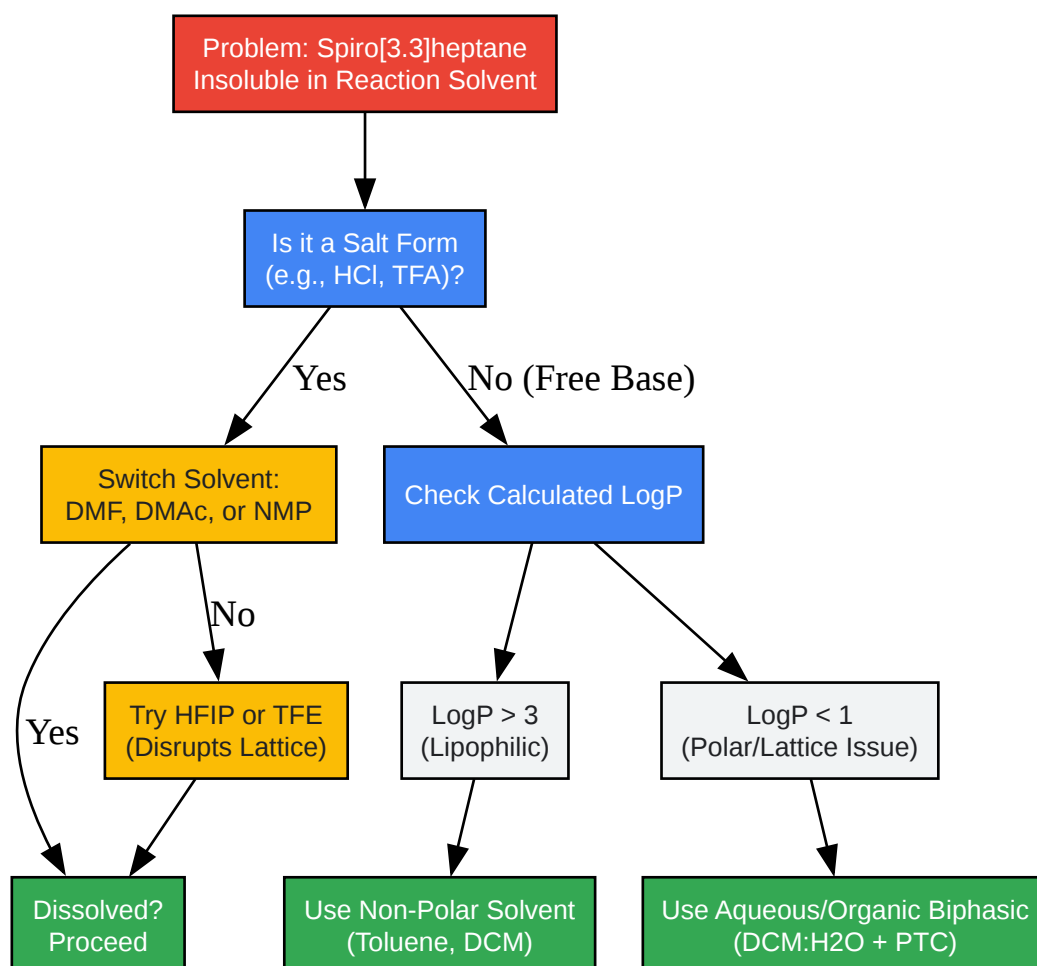 Problem: Spiro[3.3]heptane
Insoluble in Reaction Solvent
Is it a Salt Form
(e.g., HCl, TFA)?
Yes
No (Free Base)
Switch Solvent:
DMF, DMAc, or NMP
Check Calculated LogP
No
Yes
Try HFIP or TFE
(Disrupts Lattice)
LogP > 3
(Lipophilic)
LogP < 1
(Polar/Lattice Issue)
Dissolved?
Proceed
Use Non-Polar Solvent
(Toluene, DCM)
Use Aqueous/Organic Biphasic
(DCM:H2O + PTC)